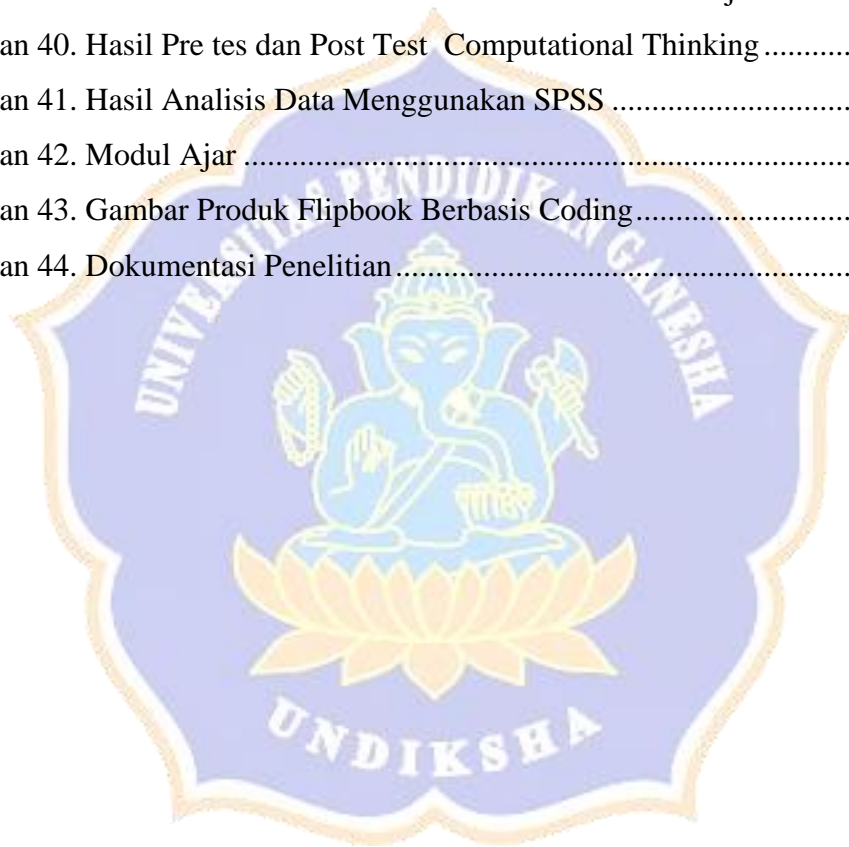 an 40. Hasil Pre tes dan Post Test Computational Thinking............
an 41. Hasil Analisis Data Menggunakan SPSS...............................
an 42. Modul Ajar..............................................................................
an 43. Gambar Produk Flipbook Berbasis Coding............................
an 44. Dokumentasi Penelitian...........................................................
UNIVERSITAS PENDIDIKAN GANESHA
UNDIKSHA